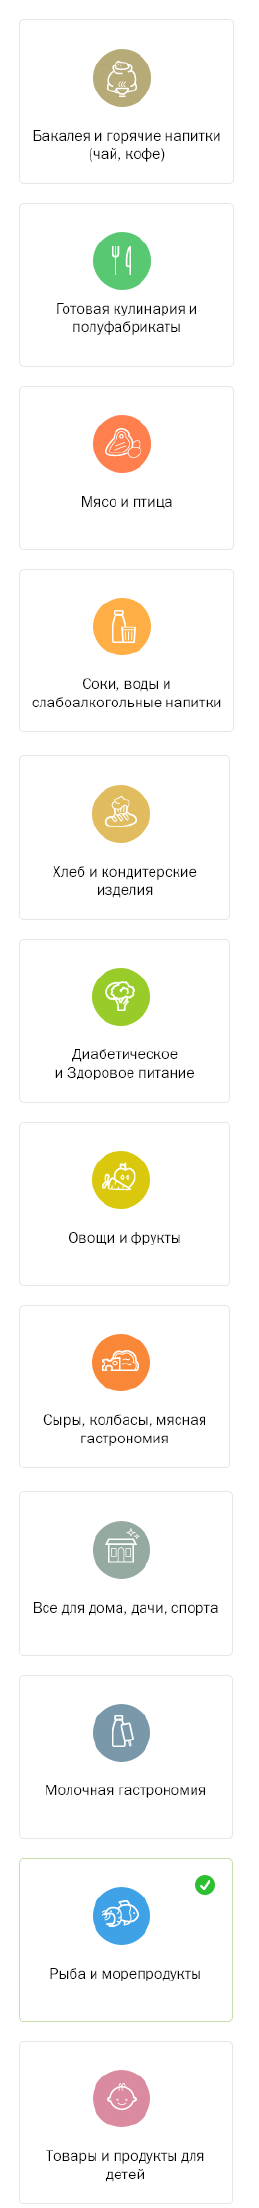 Бакалея и горячие напитки
(чай, кофе)
Готовая кулинария и
полуфабрикаты
Мясо и птица
Соки, воды и
слабоалкогольные напитки
Хлеб и кондитерские
изделия
Диабетическое
и Здоровое питание
Овощи и фрукты
Сыры, колбасы, мясная
гастрономия
Все для дома, дачи, спорта
Молочная гастрономия
Рыба и морепродукты
Товары и продукты для
детей